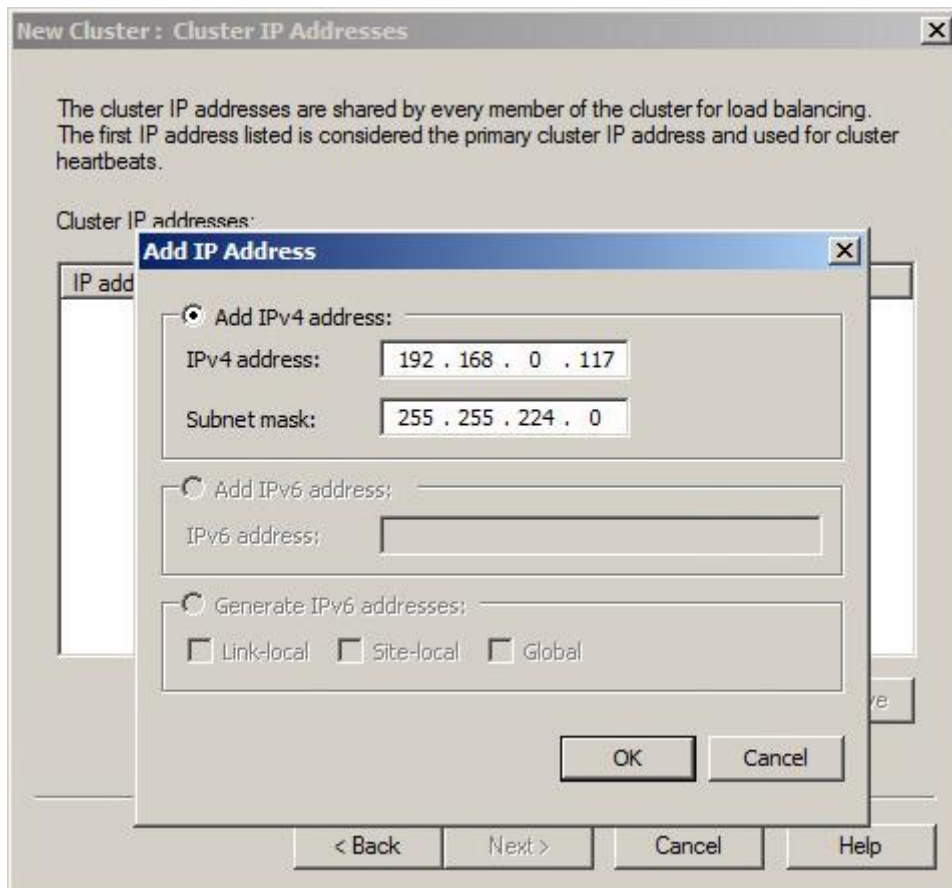 New Cluster : Cluster IP Addresses
The cluster IP addresses are shared by every member of the cluster for load balancing.
The first IP address listed is considered the primary cluster IP address and used for cluster
heartbeats.
Cluster IP addresses:
IP add
Add IP Address
Add IPv4 address:
IPv4 address: 192 . 168 . 0 . 117
Subnet mask: 255 . 255 . 224 . 0
Add IPv6 address:
IPv6 address:
Generate IPv6 addresses:
Link-local Site-local Global
ve
OK Cancel
< Back Next > Cancel Help